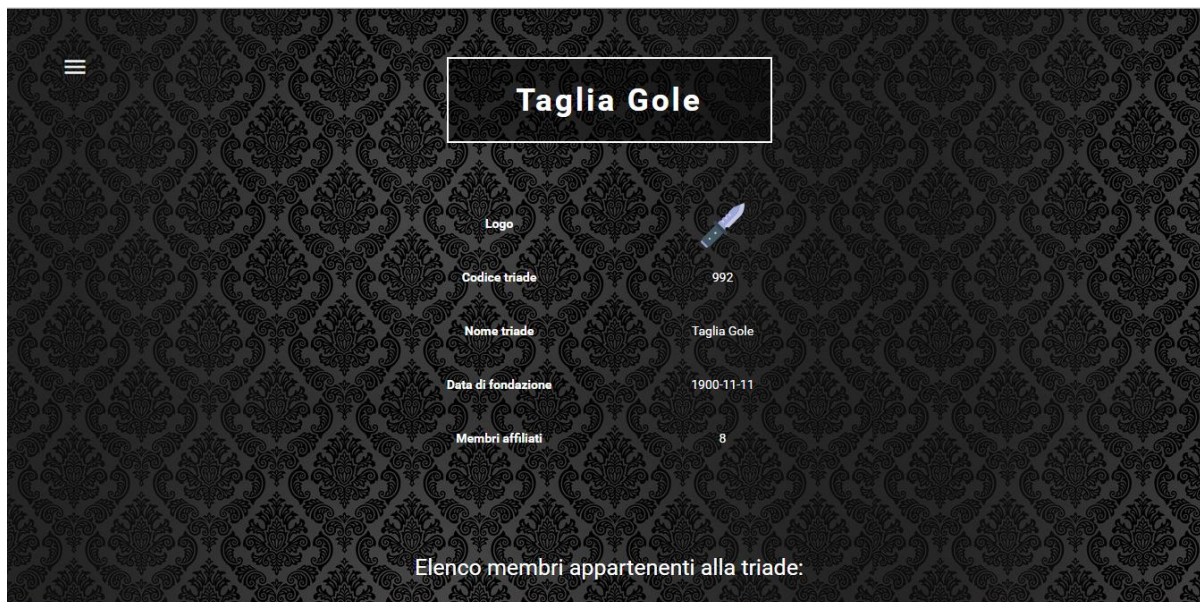 Taglia Gole
Logo
Codice triade 992
Nome triade Taglia Gole
Data di fondazione 1900-11-11
Membri affiliati 8
Elenco membri appartenenti alla triade: